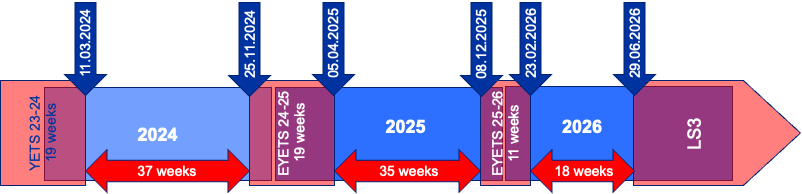 11.03.2024
25.11.2024
05.04.2025
08.12.2025
23.02.2026
29.06.2026
YETS 23-24
19 weeks
2024
EYETS 24-25
19 weeks
2025
EYETS 25-26
11 weeks
2026
LS3
37 weeks
35 weeks
18 weeks